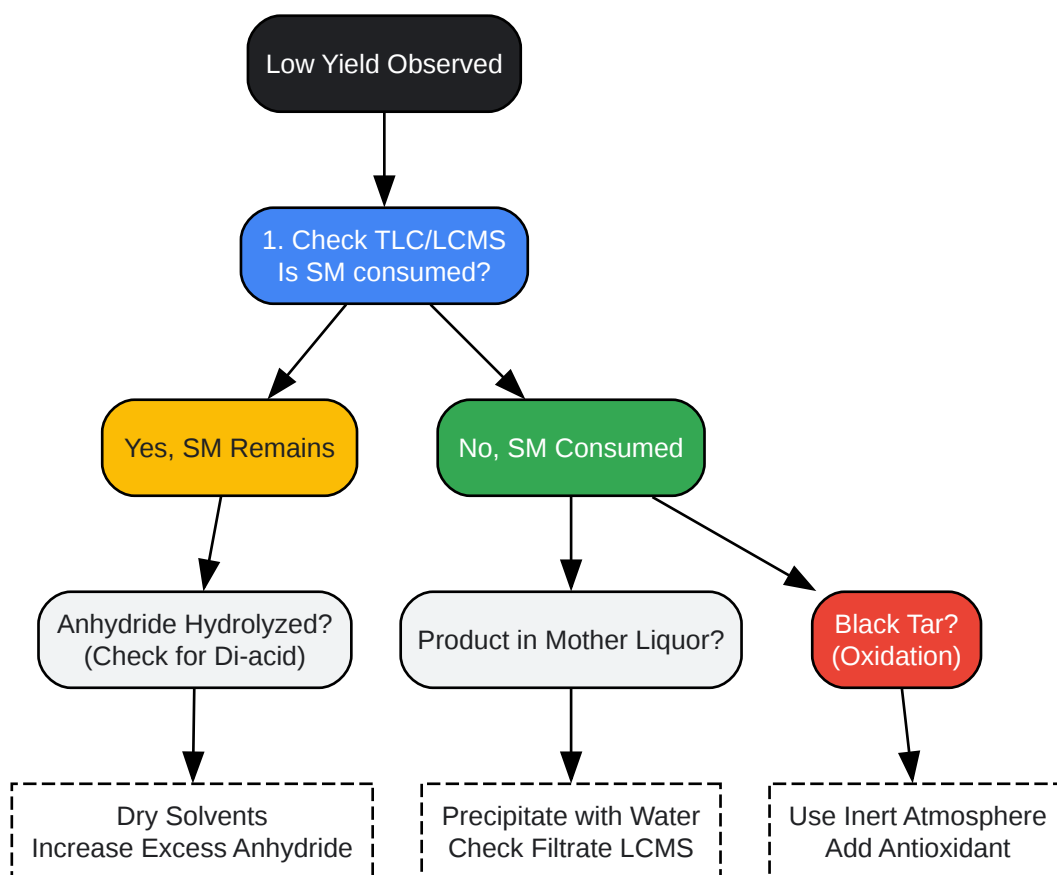 Low Yield Observed
1. Check TLC/LCMS
Is SM consumed?
Yes, SM Remains
No, SM Consumed
Anhydride Hydrolyzed?
(Check for Di-acid)
Product in Mother Liquor?
Black Tar?
(Oxidation)
Dry Solvents
Increase Excess Anhydride
Precipitate with Water
Check Filtrate LCMS
Use Inert Atmosphere
Add Antioxidant